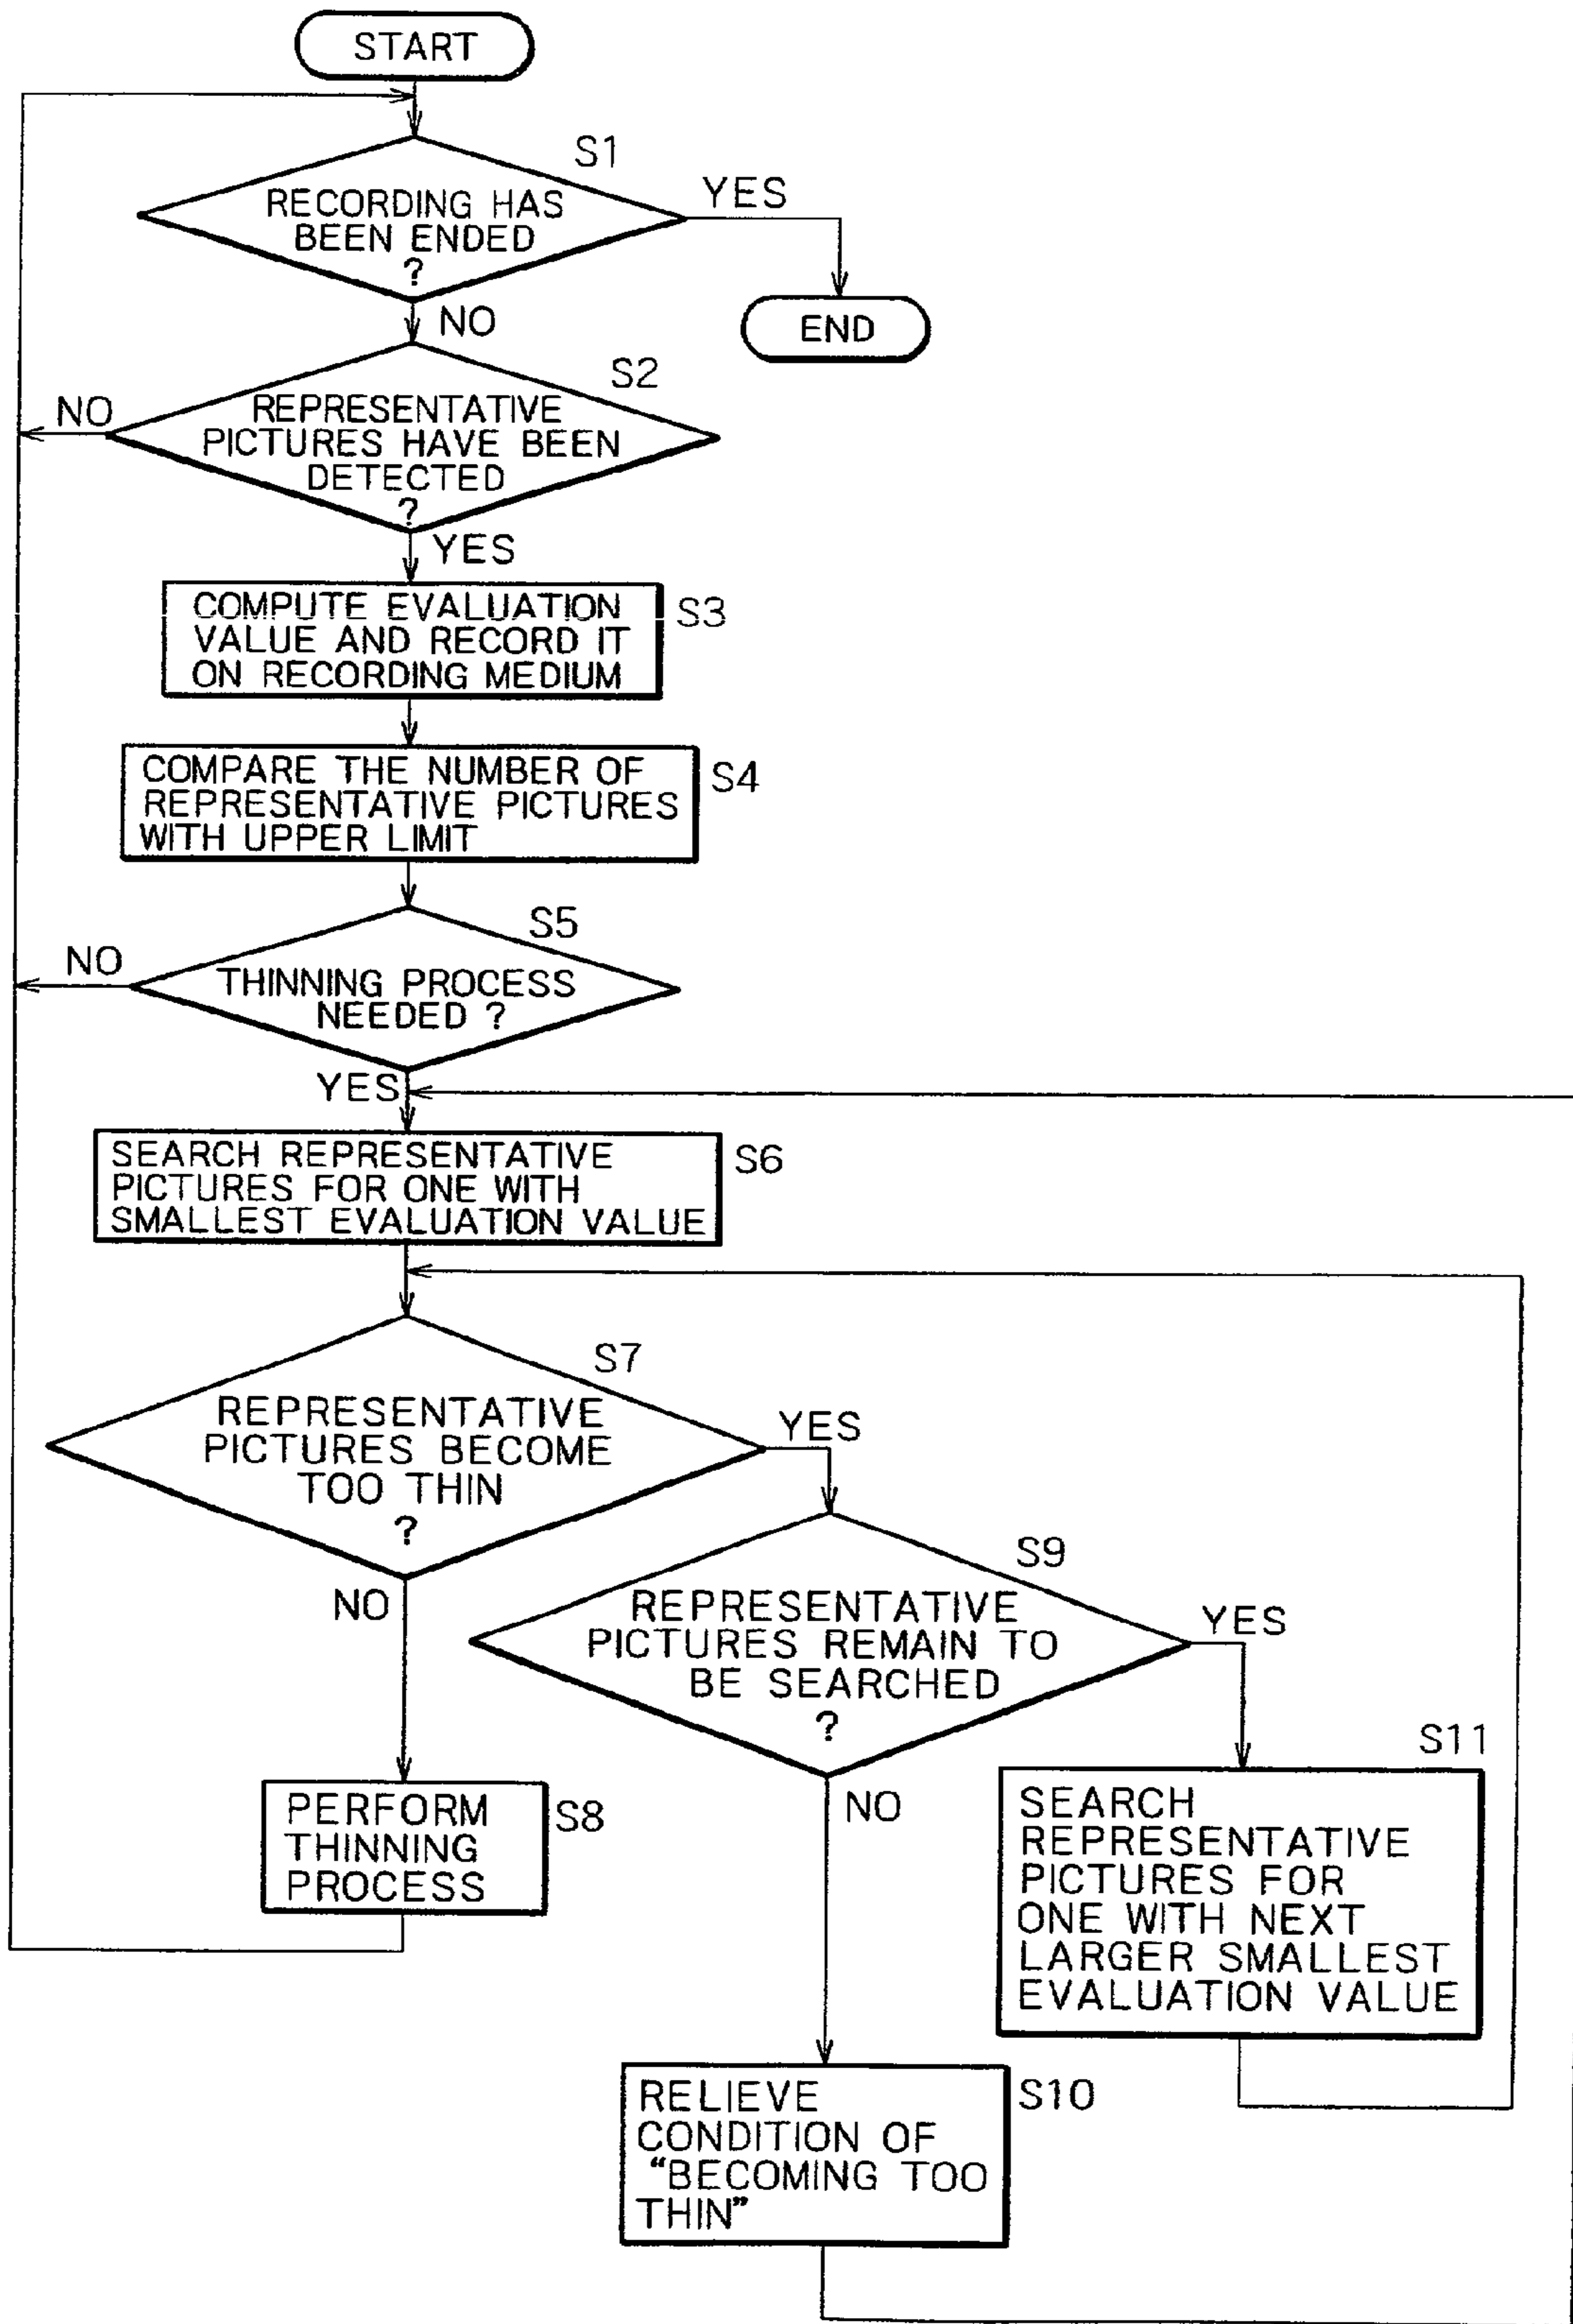 START
S1
RECORDING HAS
BEEN ENDED
?
YES
END
NO
S2
REPRESENTATIVE
PICTURES HAVE BEEN
DETECTED
?
NO
YES
COMPUTE EVALUATION
VALUE AND RECORD IT
ON RECORDING MEDIUM
S3
COMPARE THE NUMBER OF
REPRESENTATIVE PICTURES
WITH UPPER LIMIT
S4
S5
THINNING PROCESS
NEEDED ?
NO
YES
SEARCH REPRESENTATIVE
PICTURES FOR ONE WITH
SMALLEST EVALUATION VALUE
S6
S7
REPRESENTATIVE
PICTURES BECOME
TOO THIN
?
YES
NO
PERFORM
THINNING
PROCESS
S8
S9
REPRESENTATIVE
PICTURES REMAIN TO
BE SEARCHED
?
YES
NO
S11
SEARCH
REPRESENTATIVE
PICTURES FOR
ONE WITH NEXT
LARGER SMALLEST
EVALUATION VALUE
RELIEVE
CONDITION OF
“BECOMING TOO
THIN”
S10